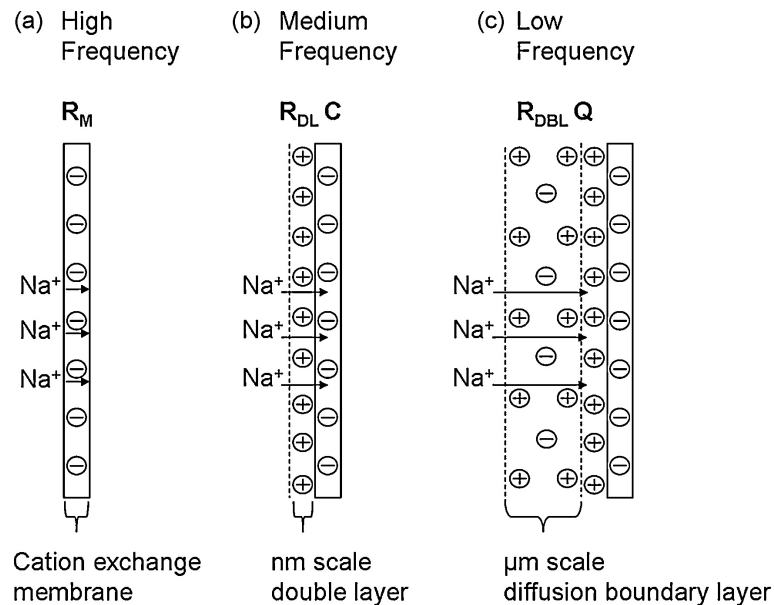 (a) High
Frequency
R_M
Na⁺
Na⁺
Na⁺
Cation exchange
membrane
(b) Medium
Frequency
R_DL C
Na⁺
Na⁺
Na⁺
nm scale
double layer
(c) Low
Frequency
R_DBL Q
Na⁺
Na⁺
Na⁺
µm scale
diffusion boundary layer